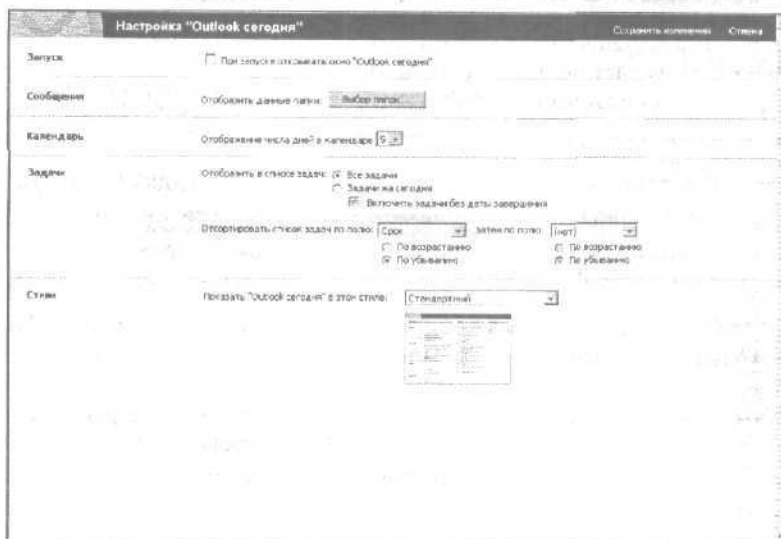 Настройка "Outlook сегодня"
Сохранить изменения Отмена
Запуск
При запуске открывать окно "Outlook сегодня"
Сообщения
Отобразить данные папки: Выбор папок...
Календарь
Отображение числа дней в календаре 5
Задачи
Отобразить в списке задач: Все задачи
Задачи на сегодня
Включить задачи без даты завершения
Отсортировать список задач по полю: Срок затем по полю: (нет)
По возрастанию По возрастанию
По убыванию По убыванию
Стили
Показать "Outlook сегодня" в этом стиле: Стандартный